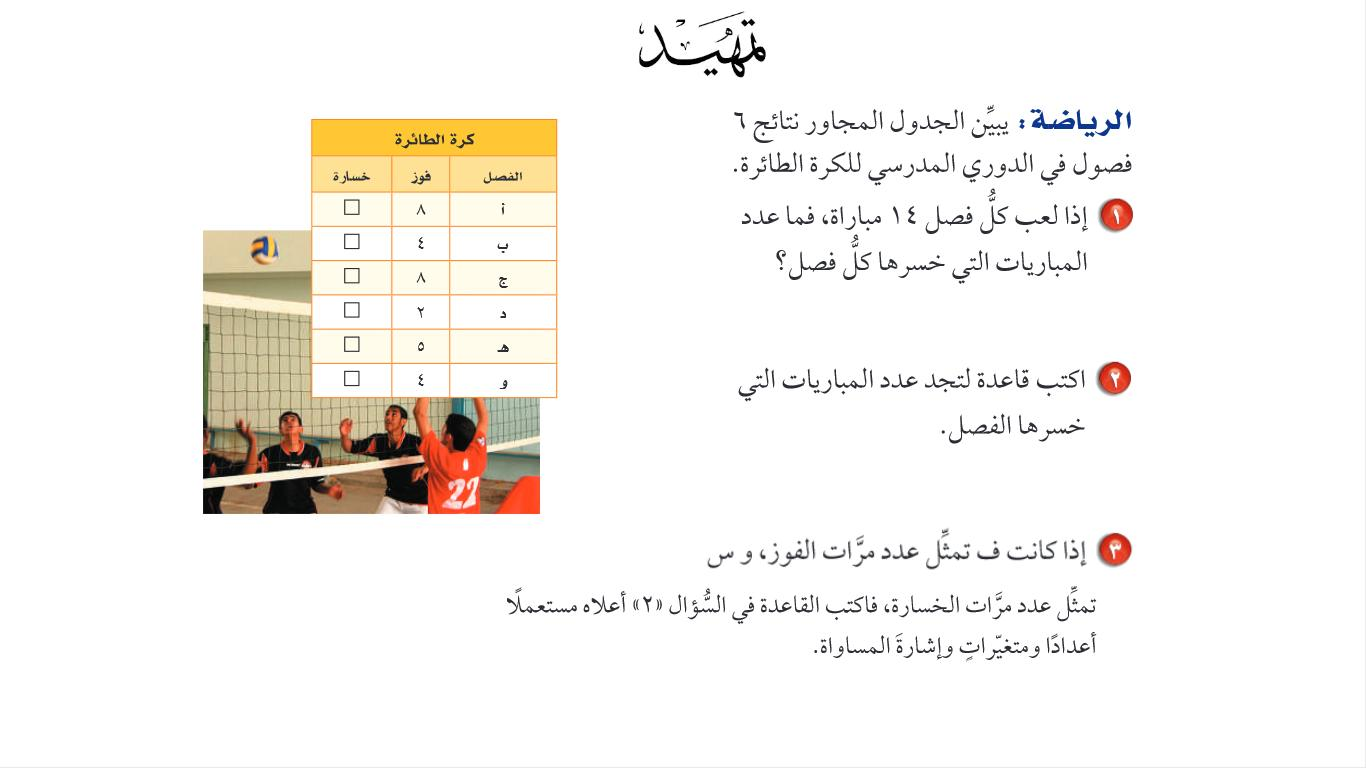 تمهيد
الرياضة: يبيِّن الجدول المجاور نتائج ٦
فصول في الدوري المدرسي للكرة الطائرة.
١ إذا لعب كلُّ فصل ١٤ مباراة، فما عدد
المباريات التي خسرها كلُّ فصل؟
٢ اكتب قاعدة لتجد عدد المباريات التي
خسرها الفصل.
٣ إذا كانت ف تمثِّل عدد مرَّات الفوز، و س
تمثِّل عدد مرَّات الخسارة، فاكتب القاعدة في السُّؤال «٢» أعلاه مستعملًا
أعدادًا ومتغيّراتٍ وإشارةَ المساواة.
كرة الطائرة
الفصل فوز خسارة
أ ٨ □
ب ٤ □
ج ٨ □
د ٢ □
هـ ٥ □
و ٤ □
22